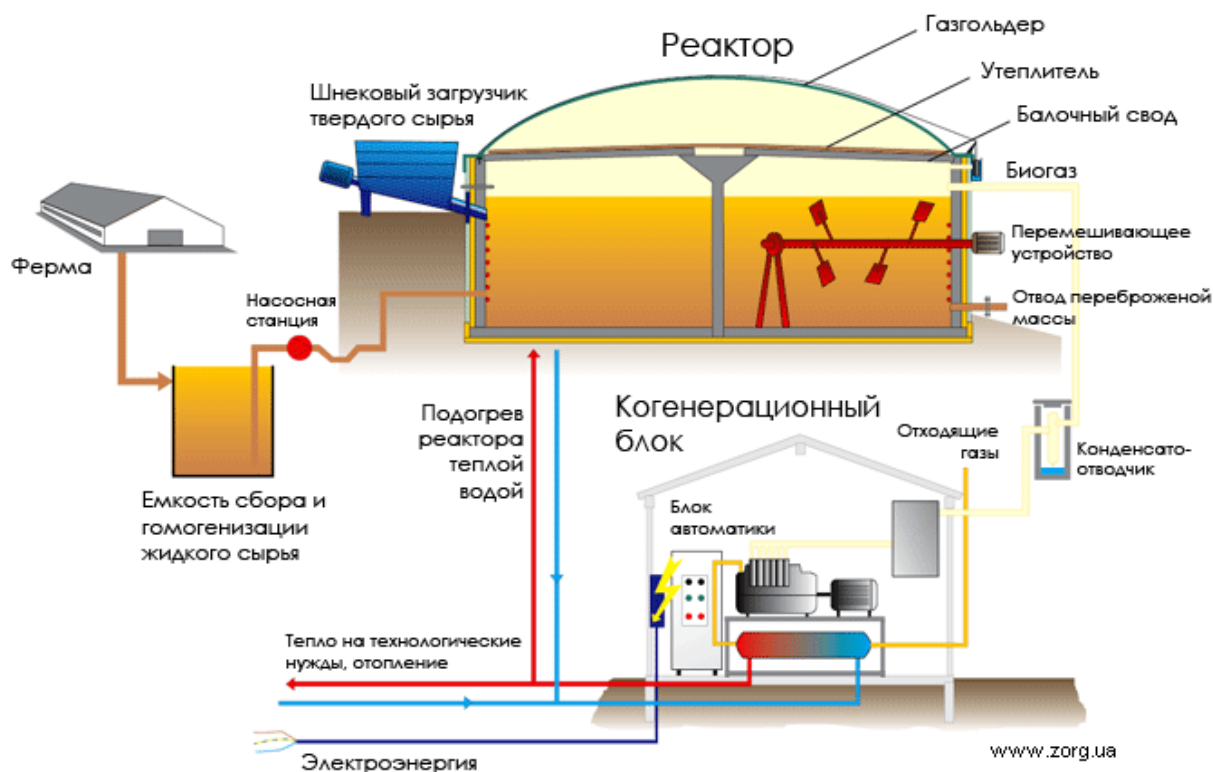 Реактор
Газгольдер
Утеплитель
Балочный свод
Шнековый загрузчик
твердого сырья
Биогаз
Ферма
Насосная
станция
Перемешивающее
устройство
Отвод переброженой
массы
Подогрев
реактора
теплой
водой
Когенерационный
блок
Отходящие
газы
Конденсато-
отводчик
Емкость сбора и
гомогенизации
жидкого сырья
Блок
автоматики
Тепло на технологические
нужды, отопление
Электроэнергия
www.zorg.ua